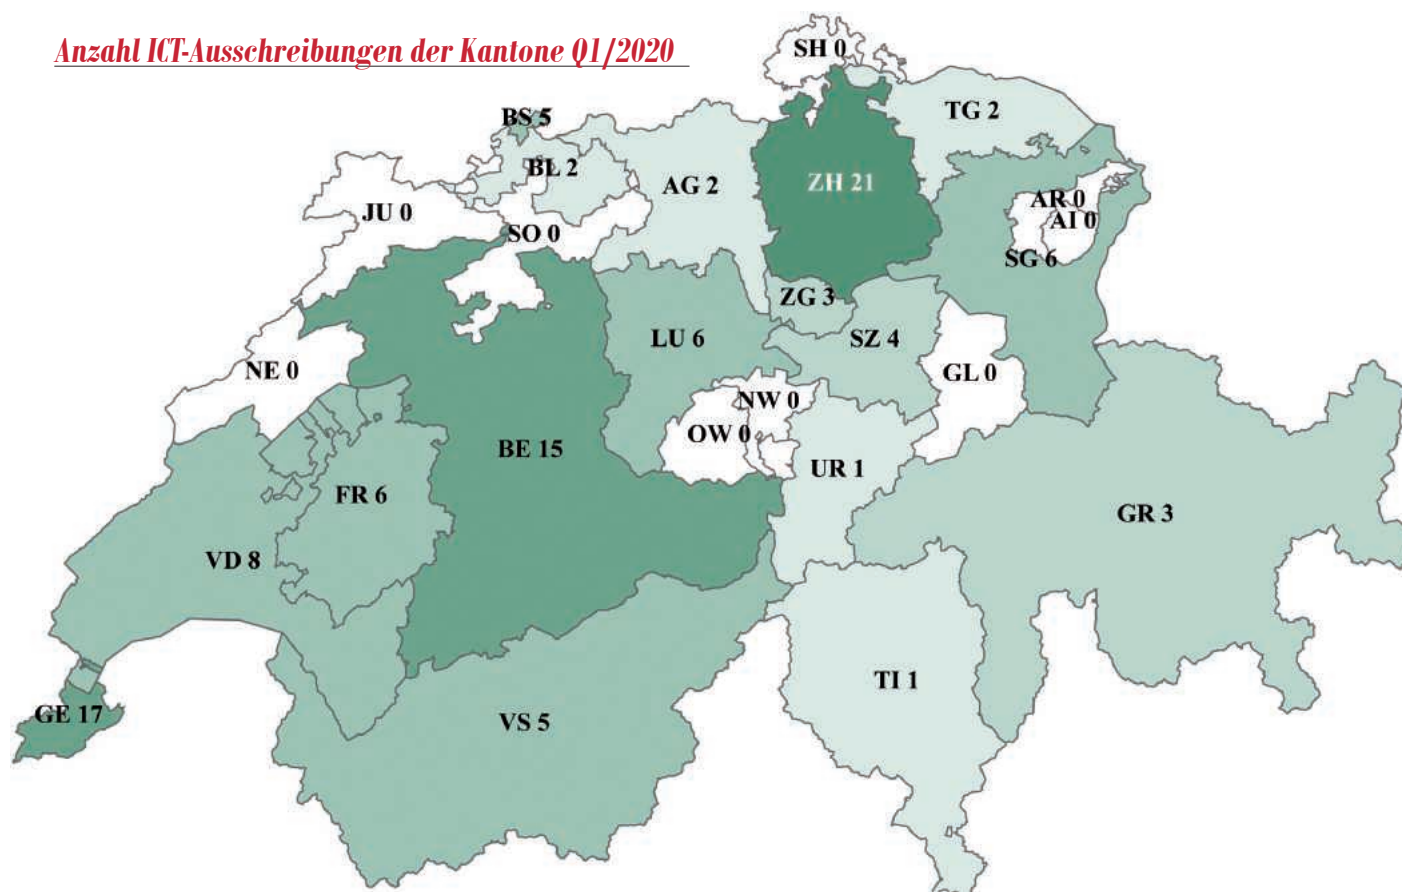 Anzahl ICT-Ausschreibungen der Kantone Q1/2020
SH 0
TG 2
BS 5
BL 2
AG 2
ZH 21
AR 0
AI 0
JU 0
SO 0
SG 6
ZG 3
LU 6
SZ 4
NE 0
GL 0
NW 0
OW 0
BE 15
UR 1
FR 6
GR 3
VD 8
TI 1
GE 17
VS 5